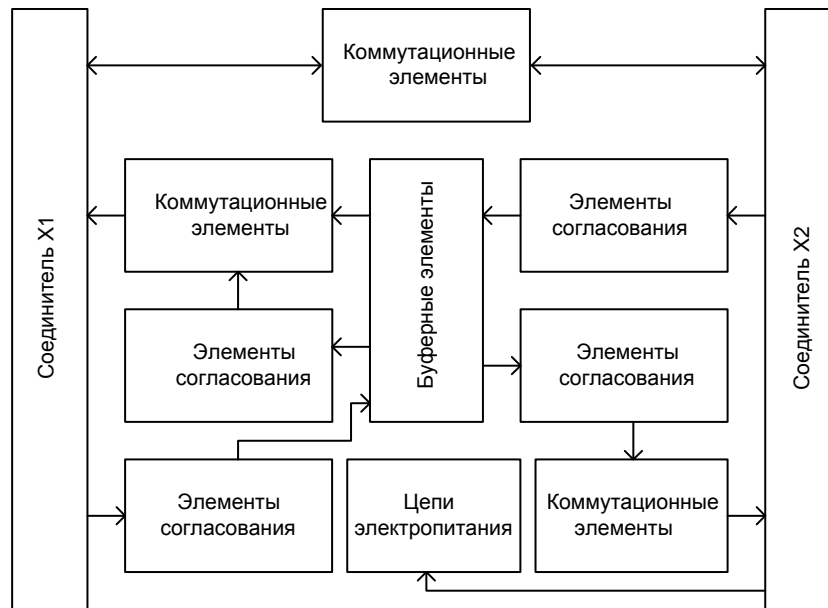 Коммутационные
элементы
Соединитель X1
Коммутационные
элементы
Буферные элементы
Элементы
согласования
Соединитель X2
Элементы
согласования
Элементы
согласования
Элементы
согласования
Цепи
электропитания
Коммутационные
элементы